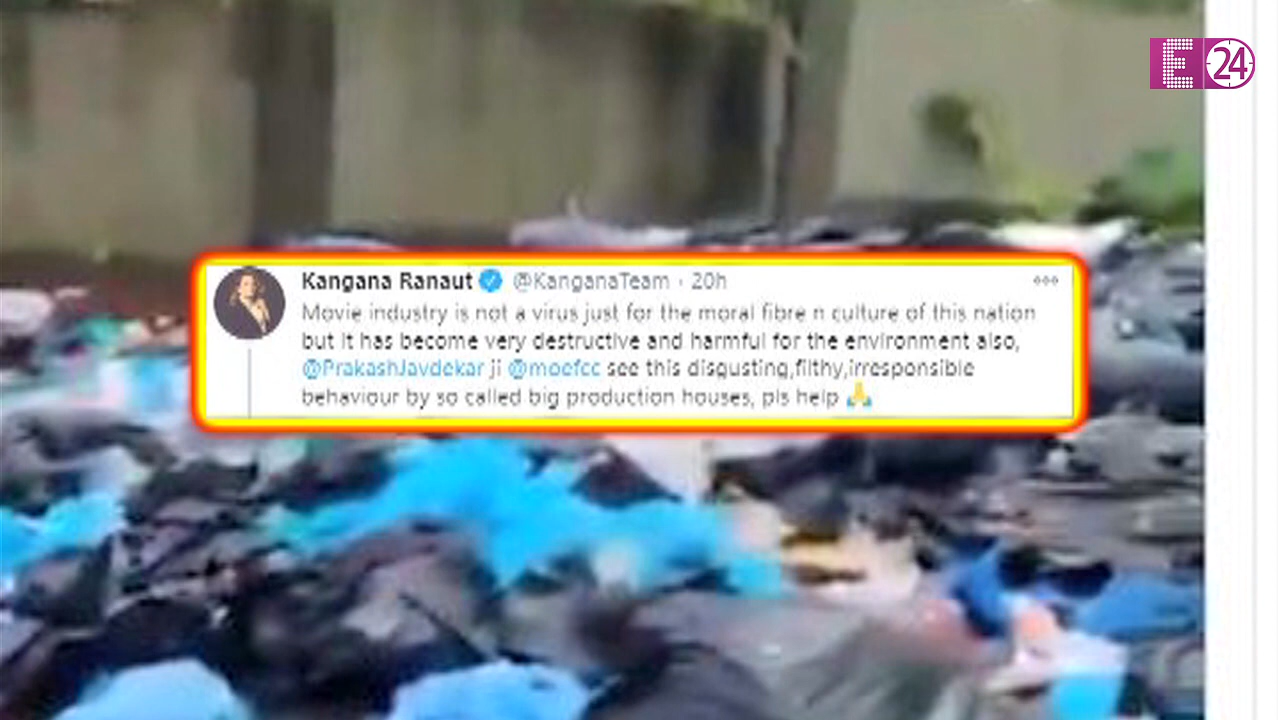 E 24
Kangana Ranaut @KanganaTeam · 20h
Movie industry is not a virus just for the moral fibre n culture of this nation
but it has become very destructive and harmful for the environment also,
@PrakashJavdekar ji @moefcc see this disgusting,filthy,irresponsible
behaviour by so called big production houses, pls help 🙏